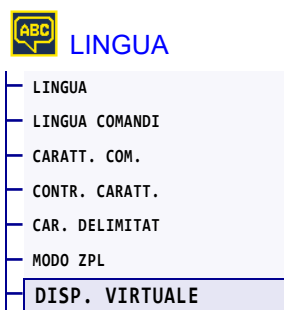 ABC
LINGUA
LINGUA
LINGUA COMANDI
CARATT. COM.
CONTR. CARATT.
CAR. DELIMITAT
MODO ZPL
DISP. VIRTUALE